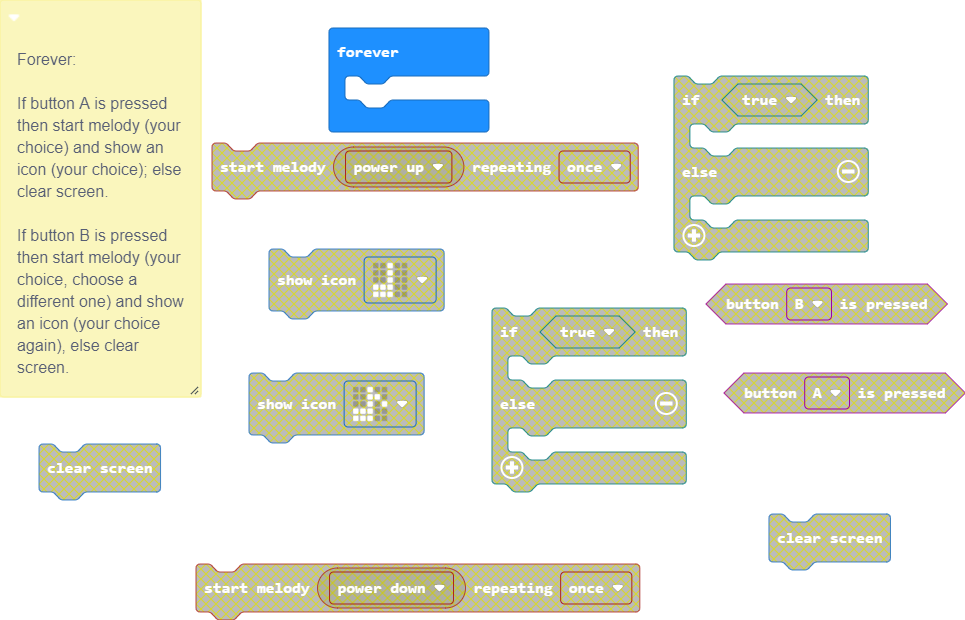 Forever:
If button A is pressed
then start melody (your
choice) and show an
icon (your choice); else
clear screen.
If button B is pressed
then start melody (your
choice, choose a
different one) and show
an icon (your choice
again), else clear
screen.
forever
start melody power up repeating once
if true then
else
show icon
button B is pressed
if true then
else
show icon
button A is pressed
clear screen
clear screen
start melody power down repeating once